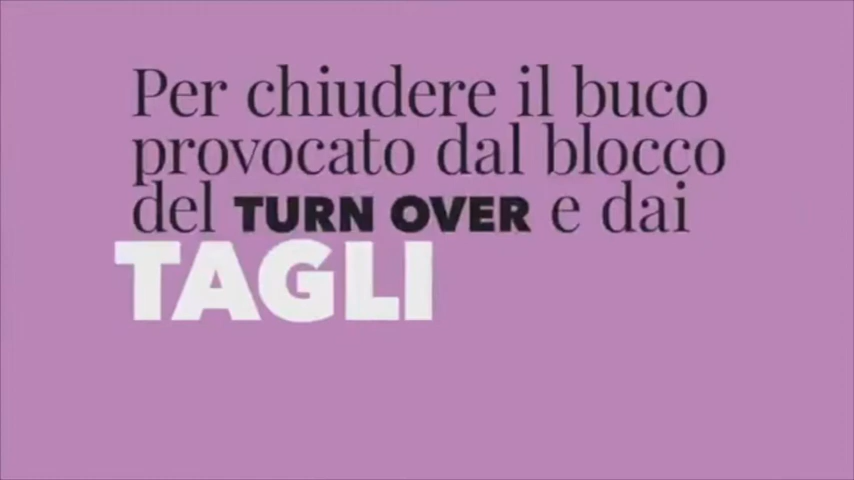 Per chiudere il buco
provocato dal blocco
del TURN OVER e dai
TAGLI